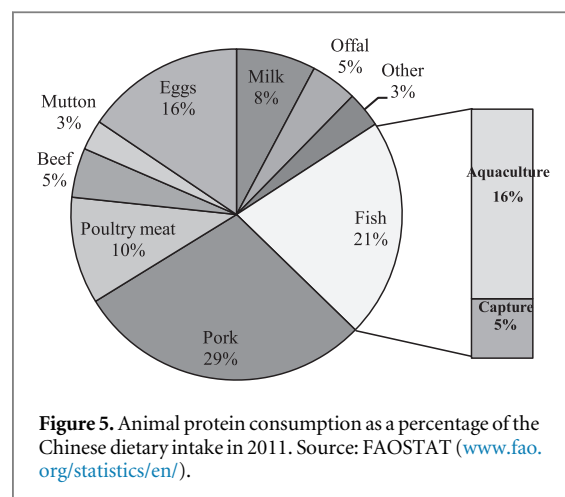 Offal
5%
Other
3%
Milk
8%
Eggs
16%
Mutton
3%
Beef
5%
Poultry meat
10%
Pork
29%
Fish
21%
Aquaculture
16%
Capture
5%
Figure 5. Animal protein consumption as a percentage of the
Chinese dietary intake in 2011. Source: FAOSTAT (www.fao.
org/statistics/en/).